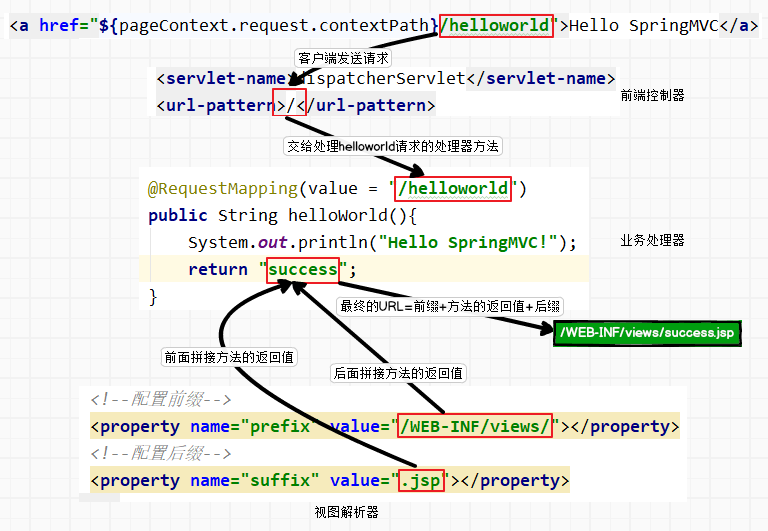 <a href="${pageContext.request.contextPath}/helloworld">Hello SpringMVC</a>
客户端发送请求
<servlet-name>dispatcherServlet</servlet-name>
<url-pattern>/</url-pattern>
前端控制器
交给处理helloworld请求的处理器方法
@RequestMapping(value = "/helloworld")
public String helloWorld(){
System.out.println("Hello SpringMVC!");
业务处理器
return "success";
}
最终的URL=前缀+方法的返回值+后缀
/WEB-INF/views/success.jsp
前面拼接方法的返回值
后面拼接方法的返回值
<!--配置前缀-->
<property name="prefix" value="/WEB-INF/views/"></property>
<!--配置后缀-->
<property name="suffix" value=".jsp"></property>
视图解析器